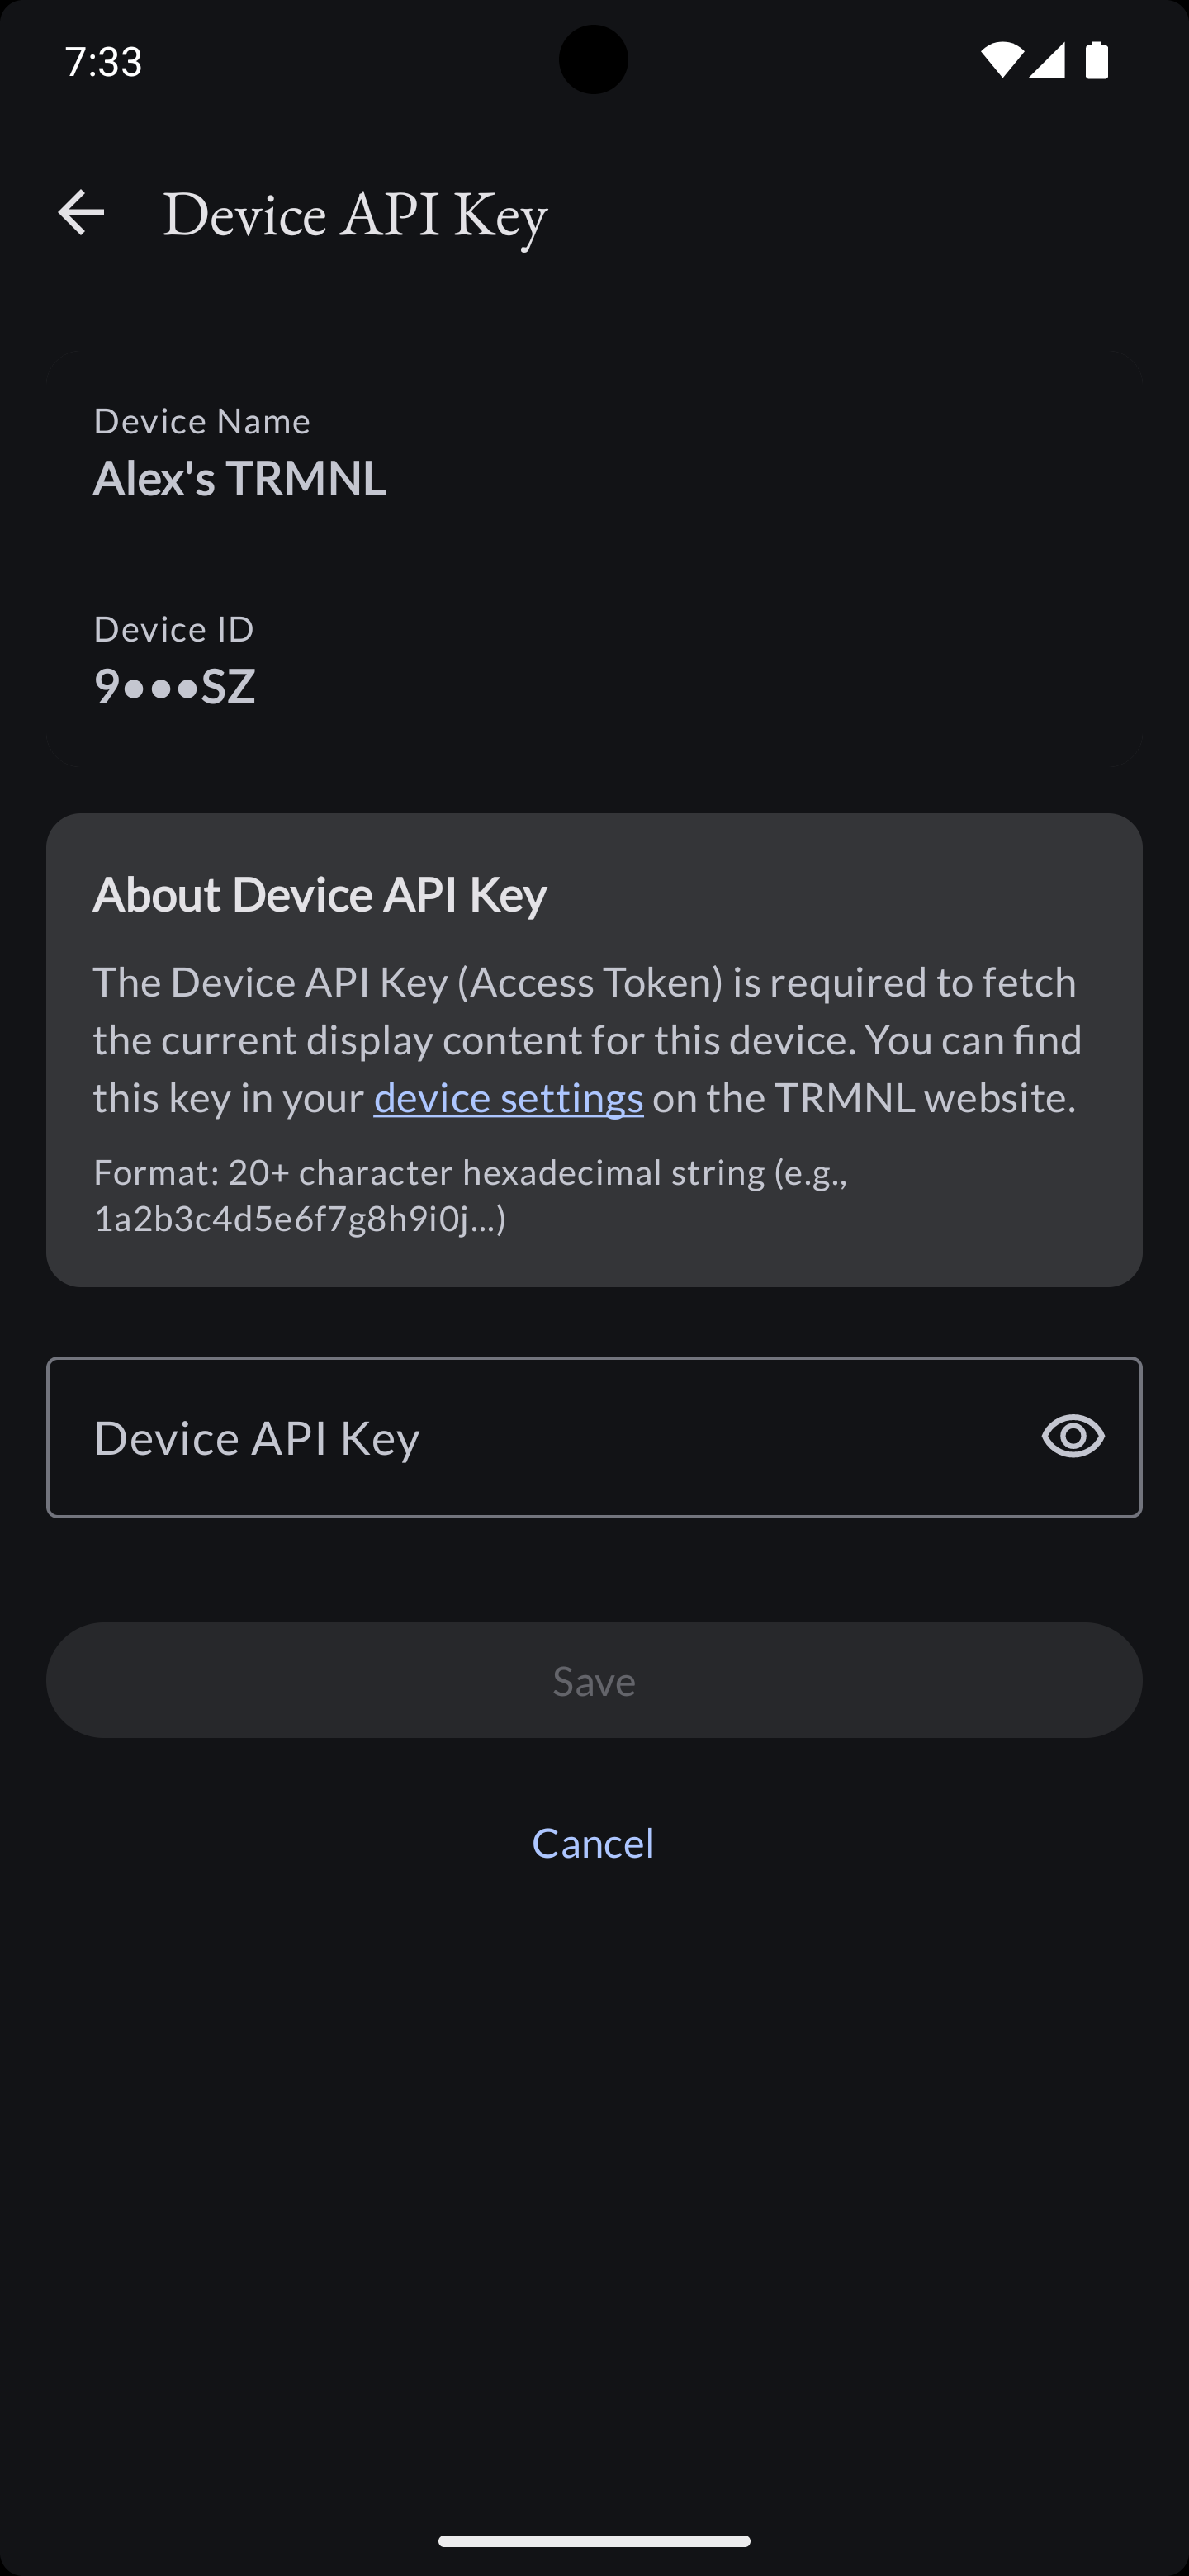 7:33
Device API Key
Device Name
Alex's TRMNL
Device ID
9•••SZ
About Device API Key
The Device API Key (Access Token) is required to fetch
the current display content for this device. You can find
this key in your device settings on the TRMNL website.
Format: 20+ character hexadecimal string (e.g.,
1a2b3c4d5e6f7g8h9i0j...)
Device API Key
Save
Cancel